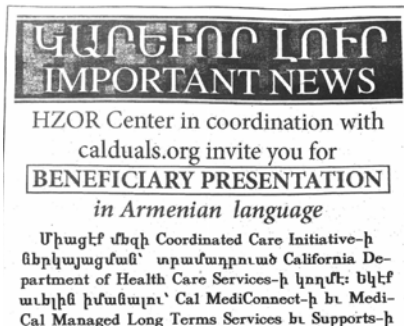 ԿԱՐԵՒՈՐ ԼՈՒՐ
IMPORTANT NEWS
HZOR Center in coordination with
calduals.org invite you for
BENEFICIARY PRESENTATION
in Armenian language
Միացէք մեզի Coordinated Care Initiative-ի
ներկայացման՝ տրամադրուած California De-
partment of Health Care Services-ի կողմէ: Եկէք
աւելին իմանալու՝ Cal MediConnect-ի եւ Medi-
Cal Managed Long Terms Services եւ Supports-ի